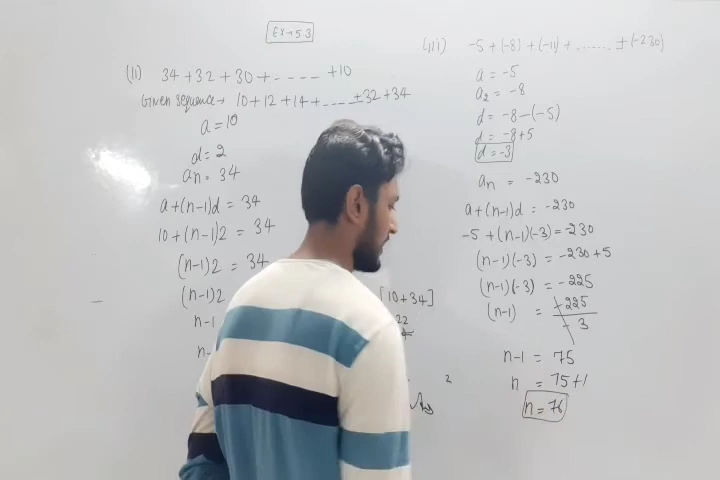 Ex→5.3
(ii) 34+32+30+----+10
Given sequence→ 10+12+14+----+32+34
a=10
d=2
an=34
a+(n-1)d=34
10+(n-1)2=34
(n-1)2=34
(n-1)2
n-1
n-
[10+34]
22
2
(iii) -5+(-8)+(-11)+......+(-230)
a=-5
a2=-8
d=-8-(-5)
d=-8+5
d=-3
an=-230
a+(n-1)d=-230
-5+(n-1)(-3)=-230
(n-1)(-3)=-230+5
(n-1)(-3)=-225
(n-1)=-225/-3
n-1=75
n=75+1
n=76